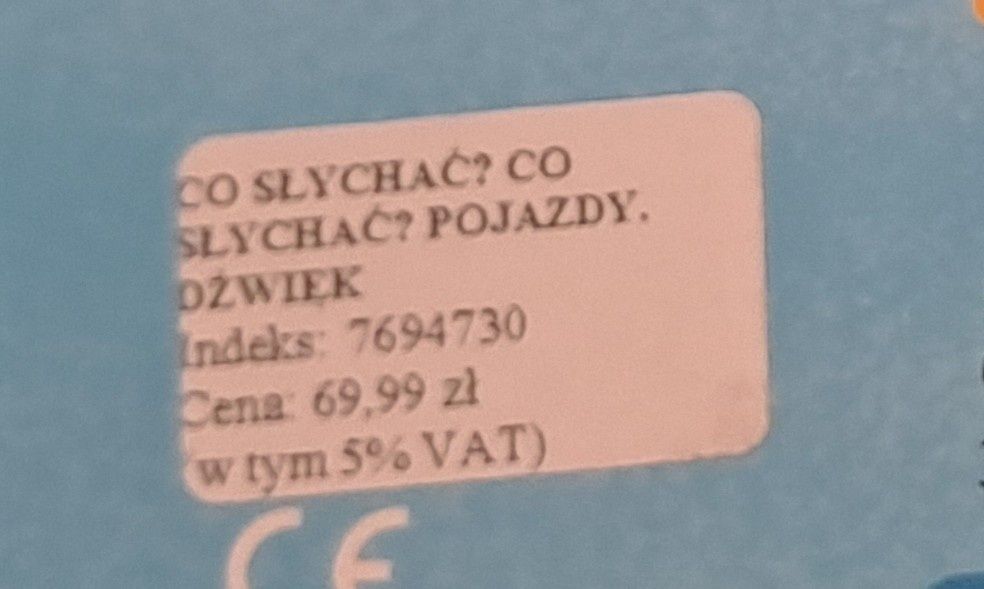 CO SŁYCHAĆ? CO
SŁYCHAĆ? POJAZDY.
DŹWIĘK
Indeks: 7694730
Cena: 69,99 zł
(w tym 5% VAT)
CE